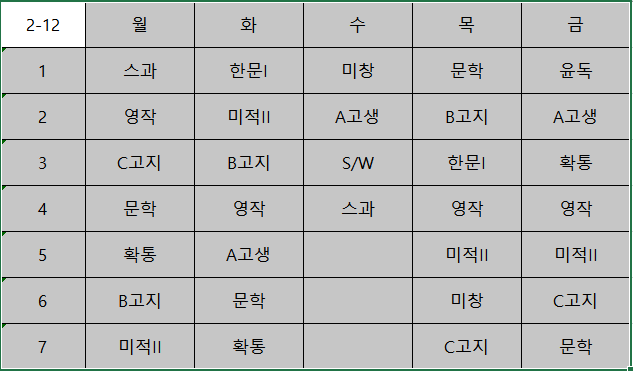 2-12 월 화 수 목 금
1 스과 한문I 미창 문학 윤독
2 영작 미적II A고생 B고지 A고생
3 C고지 B고지 S/W 한문I 확통
4 문학 영작 스과 영작 영작
5 확통 A고생 미적II 미적II
6 B고지 문학 미창 C고지
7 미적II 확통 C고지 문학